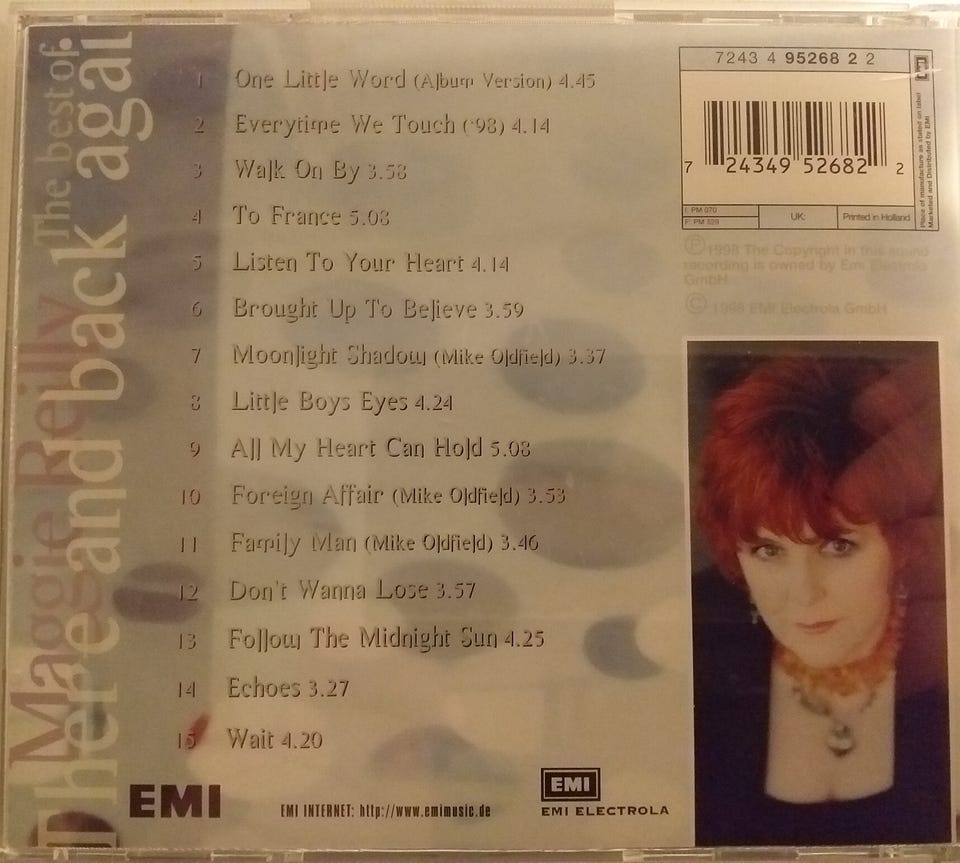 Maggie Reilly
The best of
There and back agai
1 One Little Word (Album Version) 4.45
2 Everytime We Touch ('98) 4.14
3 Walk On By 3.58
4 To France 5.08
5 Listen To Your Heart 4.14
6 Brought Up To Believe 3.59
7 Moonlight Shadow (Mike Oldfield) 3.37
8 Little Boys Eyes 4.24
9 All My Heart Can Hold 5.08
10 Foreign Affair (Mike Oldfield) 3.53
11 Family Man (Mike Oldfield) 3.46
12 Don't Wanna Lose 3.57
13 Follow The Midnight Sun 4.25
14 Echoes 3.27
15 Wait 4.20
EMI
EMI INTERNET: http://www.emimusic.de
EMI
EMI ELECTROLA
7243 4 95268 2 2
7 24349 52682 2
I: PM 070
F: PM 529
UK:
Printed in Holland
Place of manufacture as stated on label
Marketed and Distributed by EMI
Ⓟ 1998 The Copyright in this sound
recording is owned by Emi Electrola
GmbH
© 1998 EMI Electrola GmbH